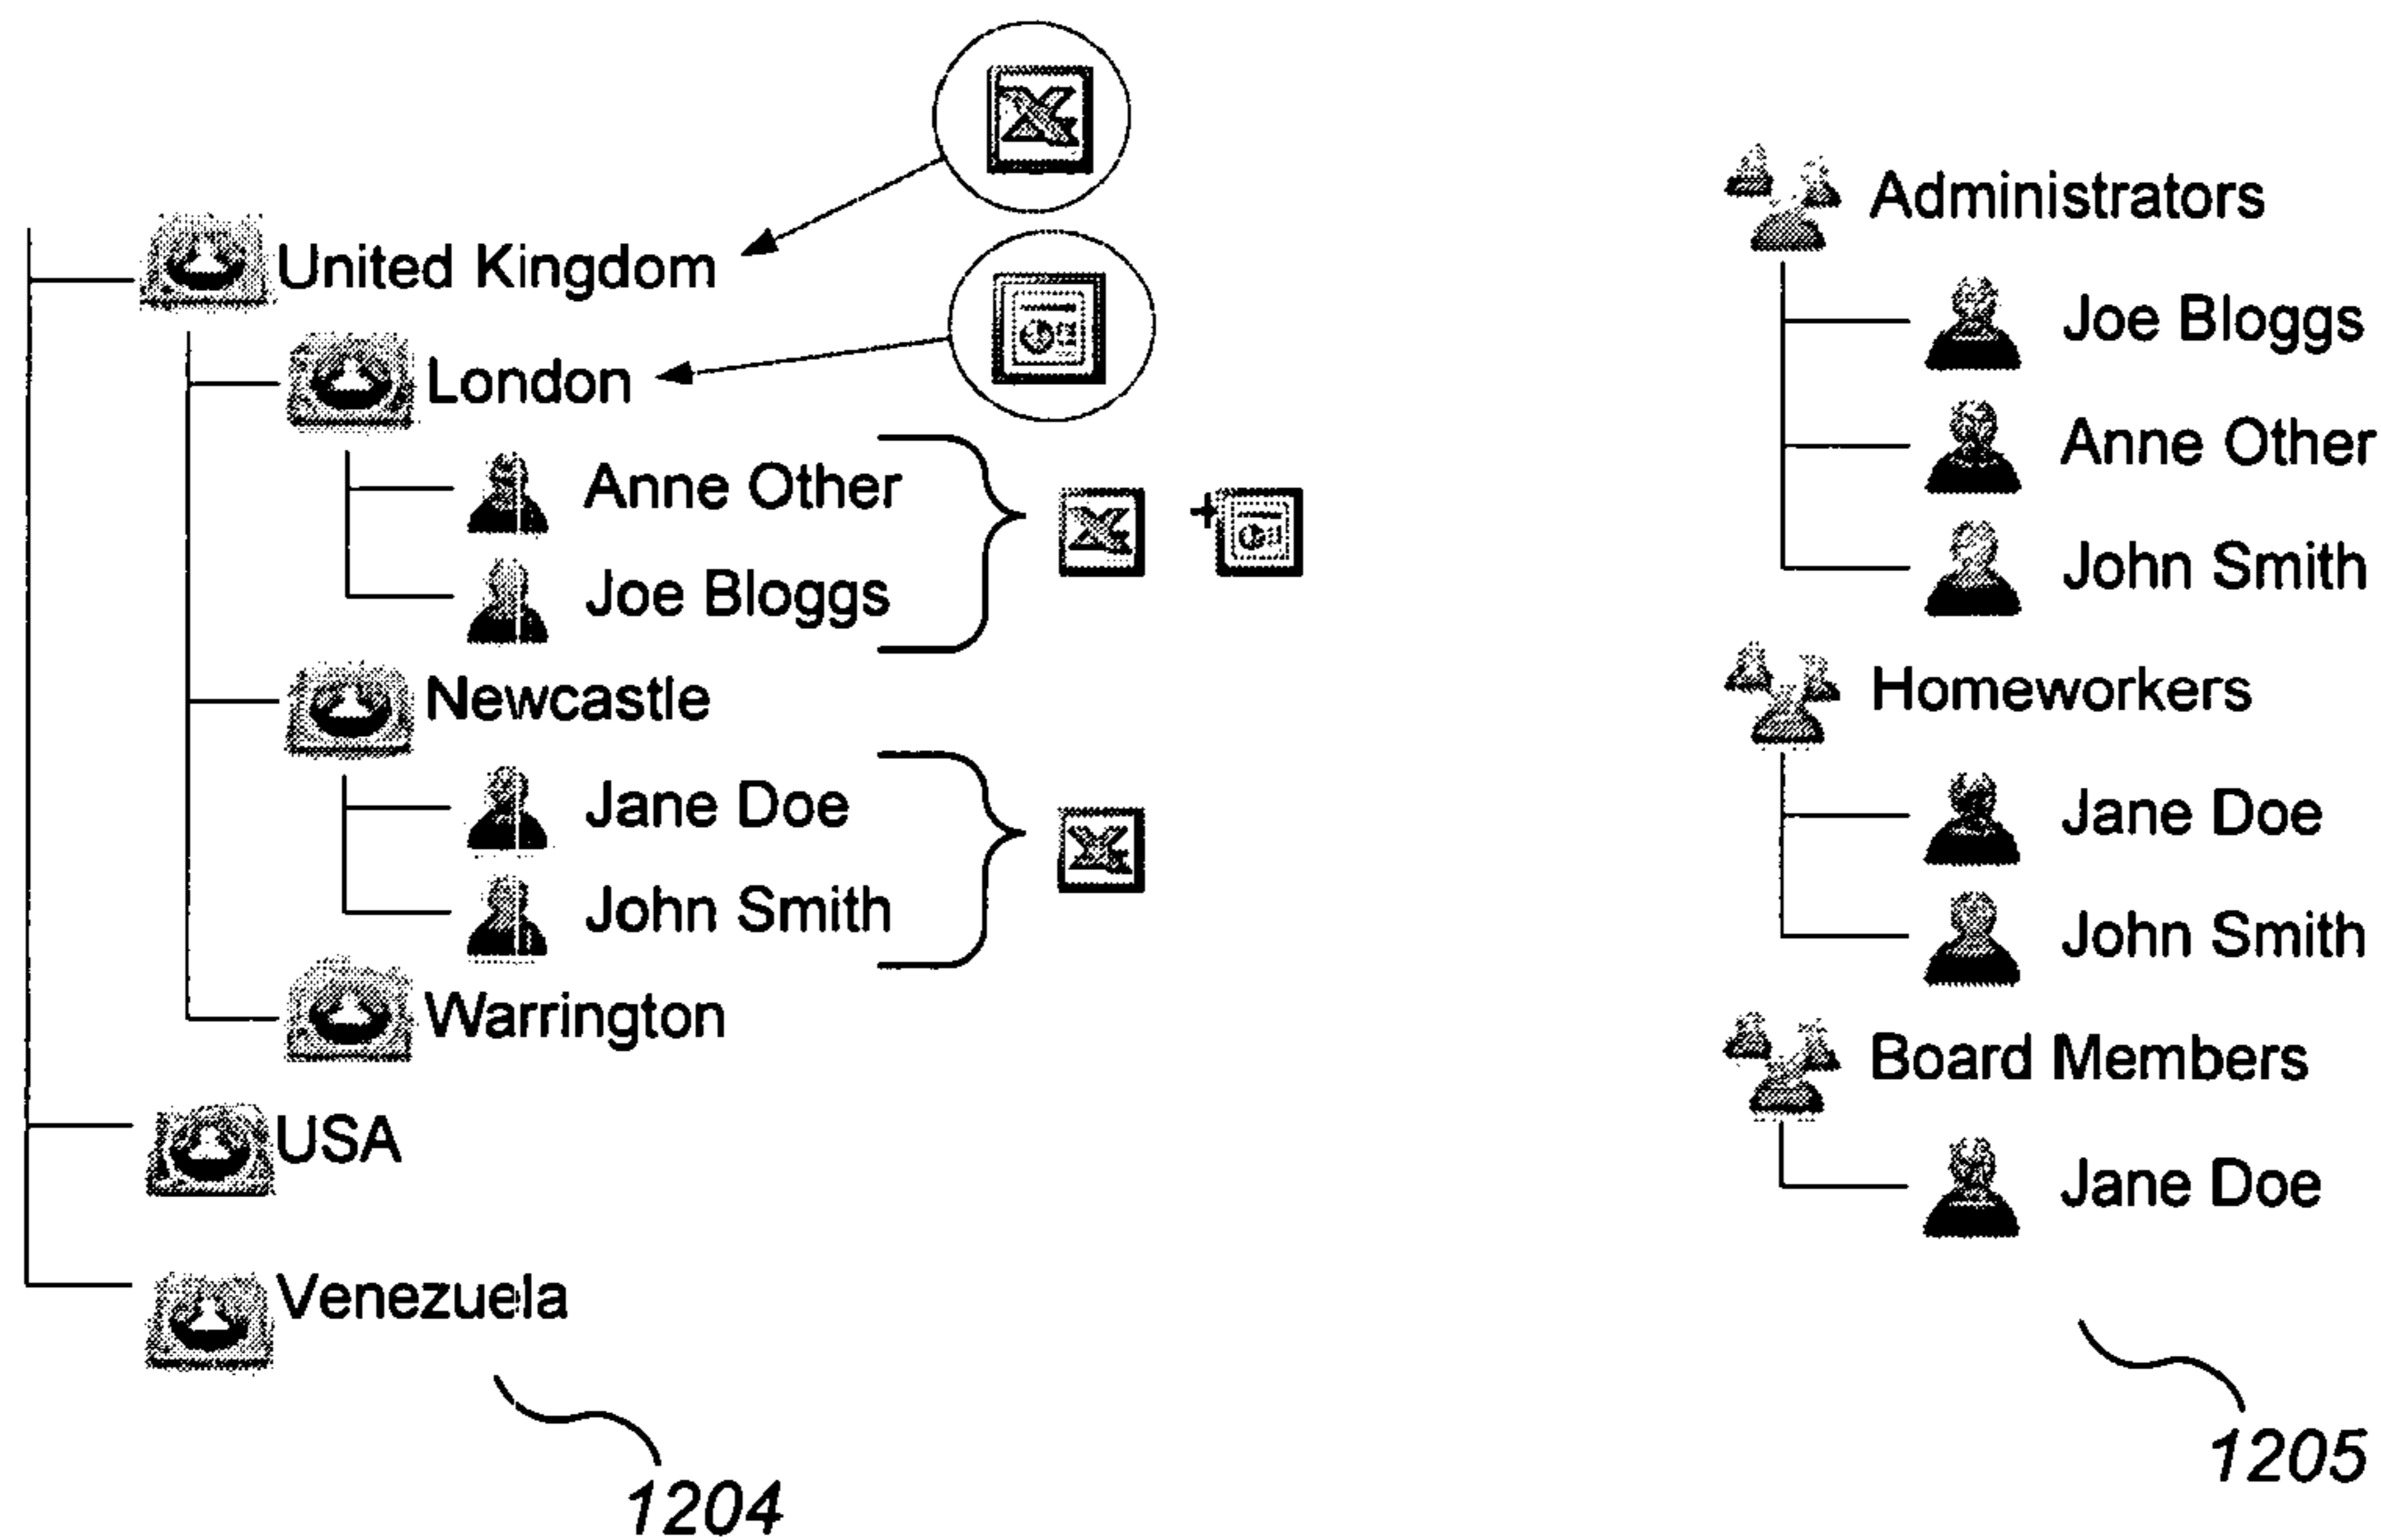 United Kingdom
London
Anne Other
Joe Bloggs
Newcastle
Jane Doe
John Smith
Warrington
USA
Venezuela
1204
Administrators
Joe Bloggs
Anne Other
John Smith
Homeworkers
Jane Doe
John Smith
Board Members
Jane Doe
1205